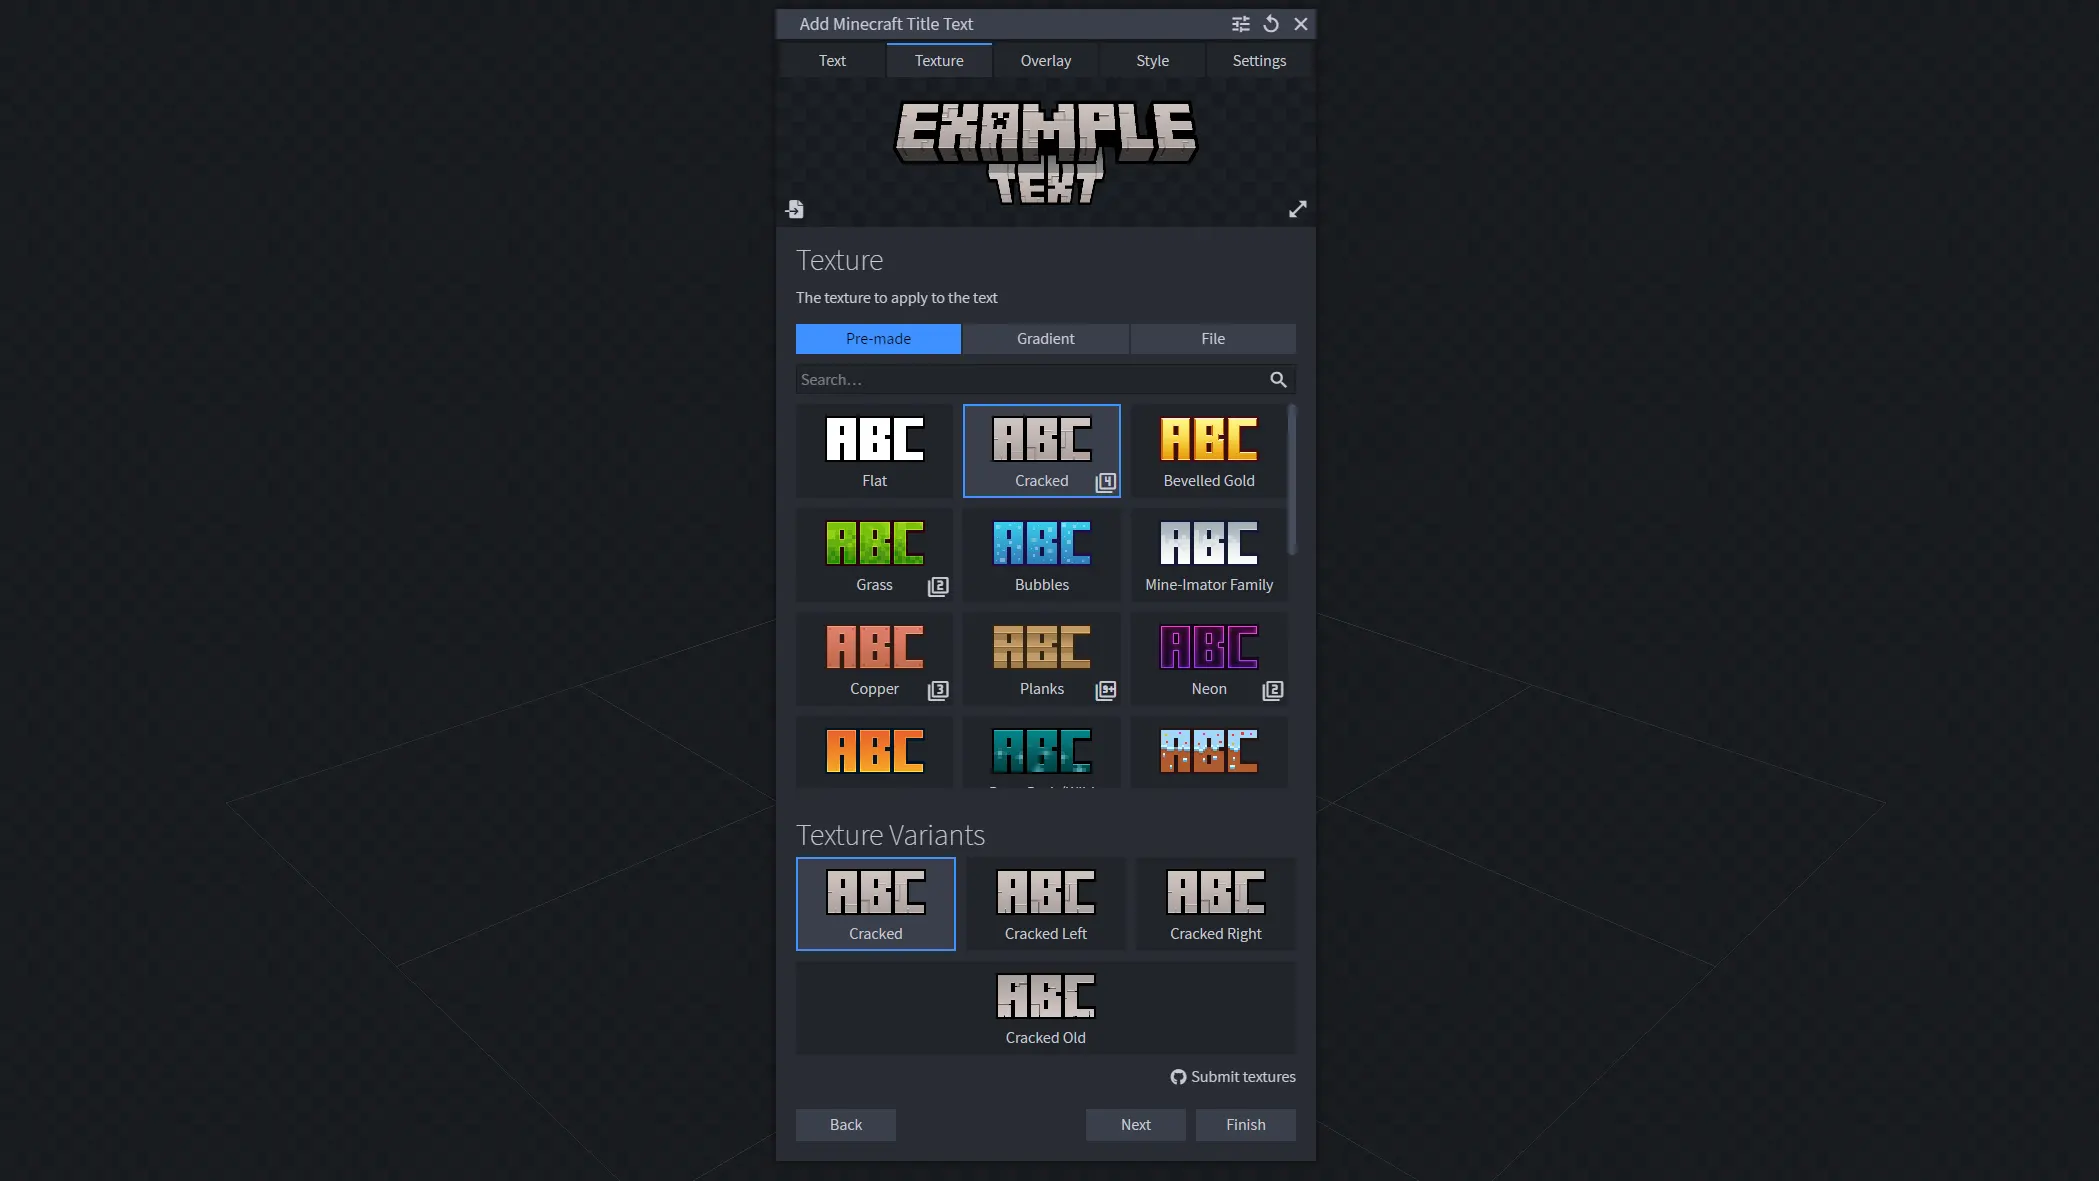 Add Minecraft Title Text
Text Texture Overlay Style Settings
EXAMPLE
TEXT
Texture
The texture to apply to the text
Pre-made Gradient File
Search...
ABC ABC ABC
Flat Cracked 4 Bevelled Gold
ABC ABC ABC
Grass 2 Bubbles Mine-Imator Family
ABC ABC ABC
Copper 3 Planks 9+ Neon 2
ABC ABC ABC
Texture Variants
ABC ABC ABC
Cracked Cracked Left Cracked Right
ABC
Cracked Old
Submit textures
Back Next Finish